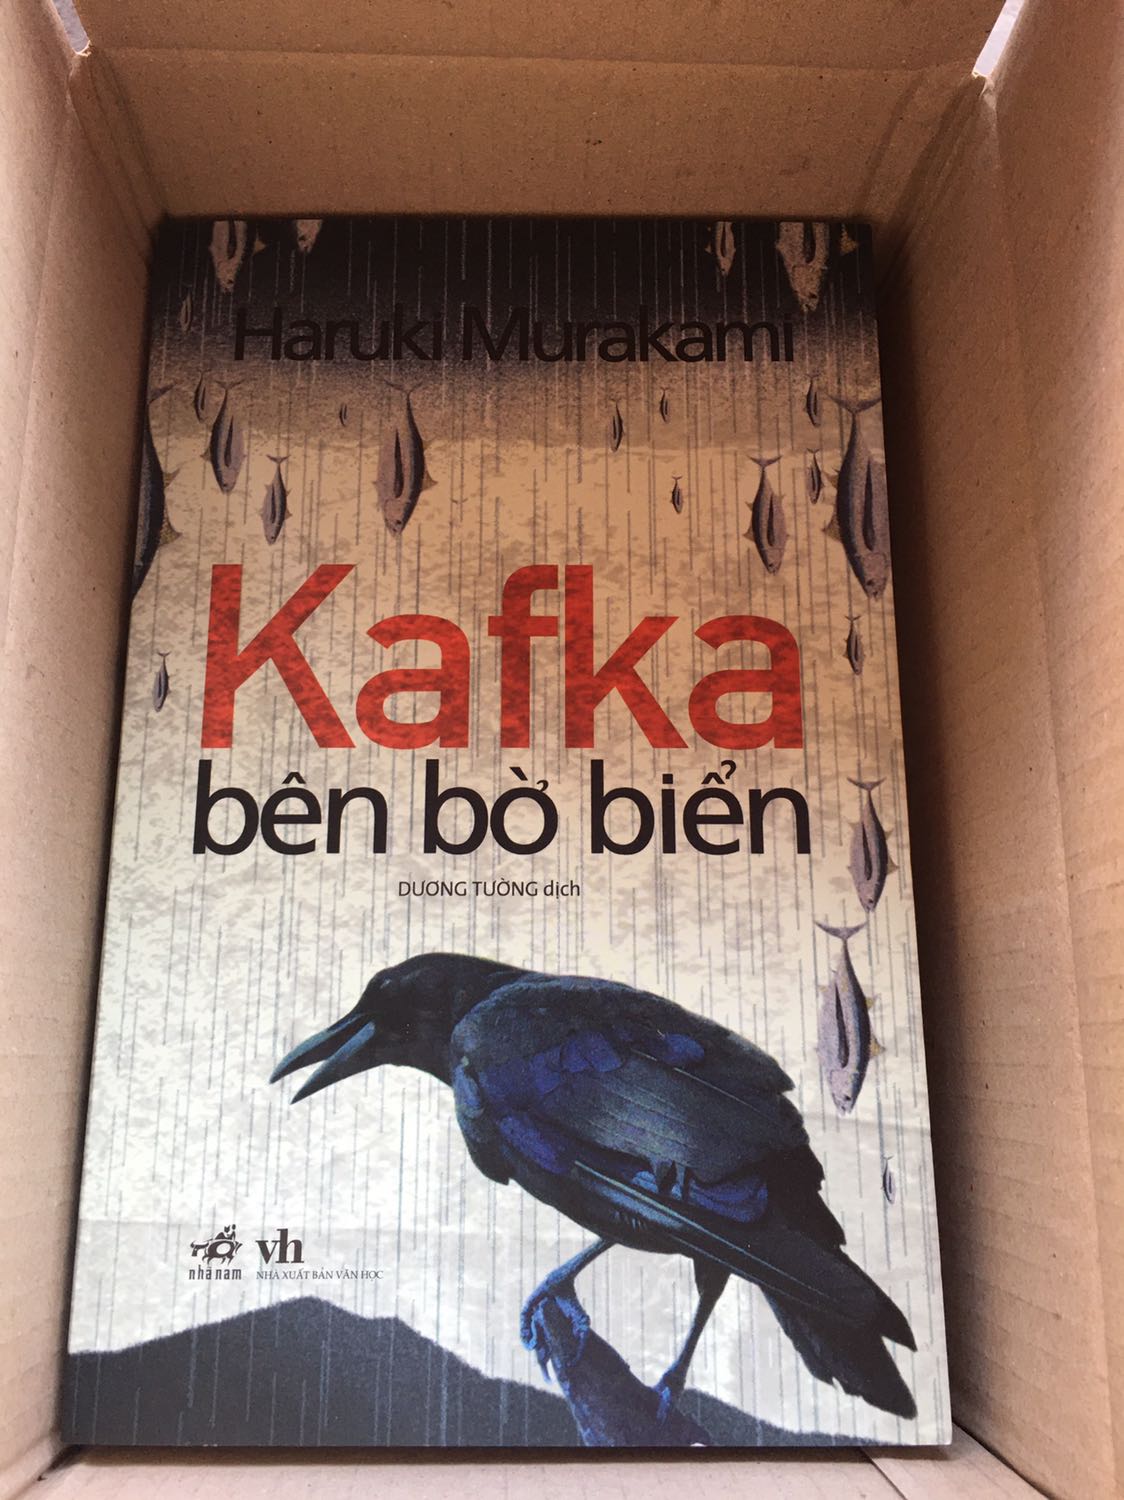 Haruki Murakami
Kafka
bên bờ biển
DƯƠNG TƯỜNG dịch
nhã nam
vh
NHÀ XUẤT BẢN VĂN HỌC